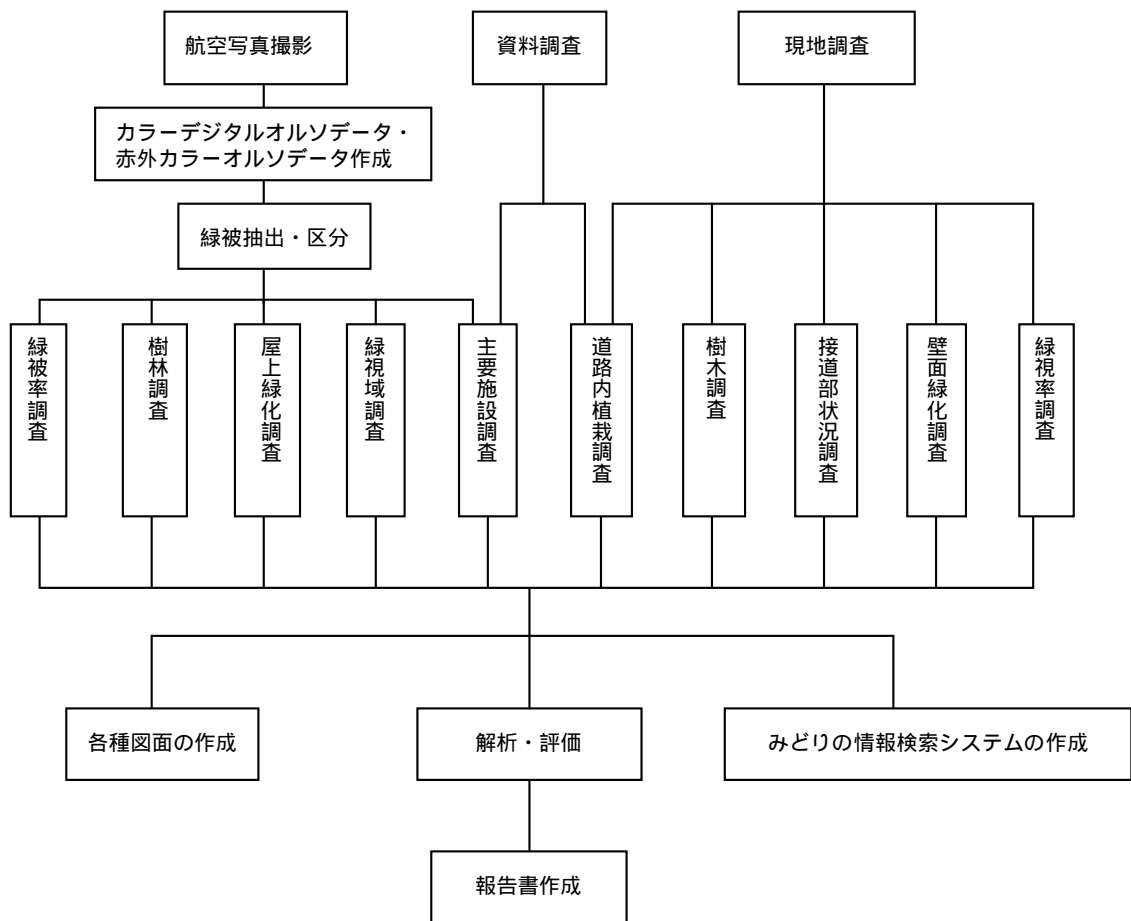 航空写真撮影
資料調査
現地調査
カラーデジタルオルソデータ・
赤外カラーオルソデータ作成
緑被抽出・区分
緑被率調査
樹林調査
屋上緑化調査
緑視域調査
主要施設調査
道路内植栽調査
樹木調査
接道部状況調査
壁面緑化調査
緑視率調査
各種図面の作成
解析・評価
みどりの情報検索システムの作成
報告書作成